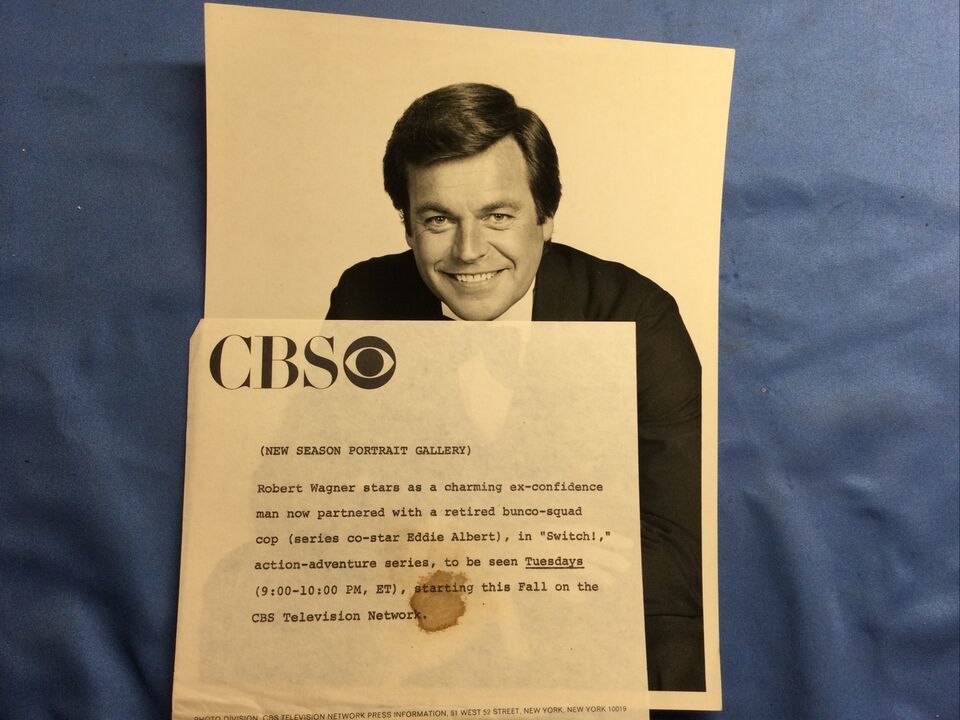 CBS
(NEW SEASON PORTRAIT GALLERY)
Robert Wagner stars as a charming ex-confidence
man now partnered with a retired bunco-squad
cop (series co-star Eddie Albert), in "Switch!,"
action-adventure series, to be seen Tuesdays
(9:00-10:00 PM, ET), starting this Fall on the
CBS Television Network.
PHOTO DIVISION, CBS TELEVISION NETWORK PRESS INFORMATION, 51 WEST 52 STREET, NEW YORK, NEW YORK 10019